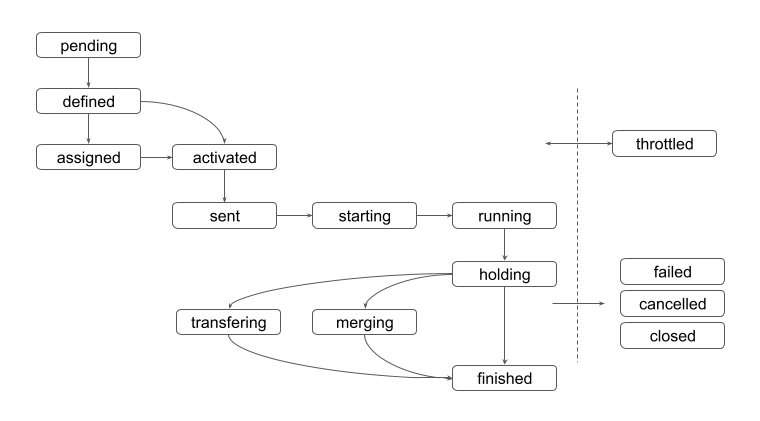 pending
defined
assigned
activated
throttled
sent
starting
running
holding
failed
cancelled
closed
transfering
merging
finished